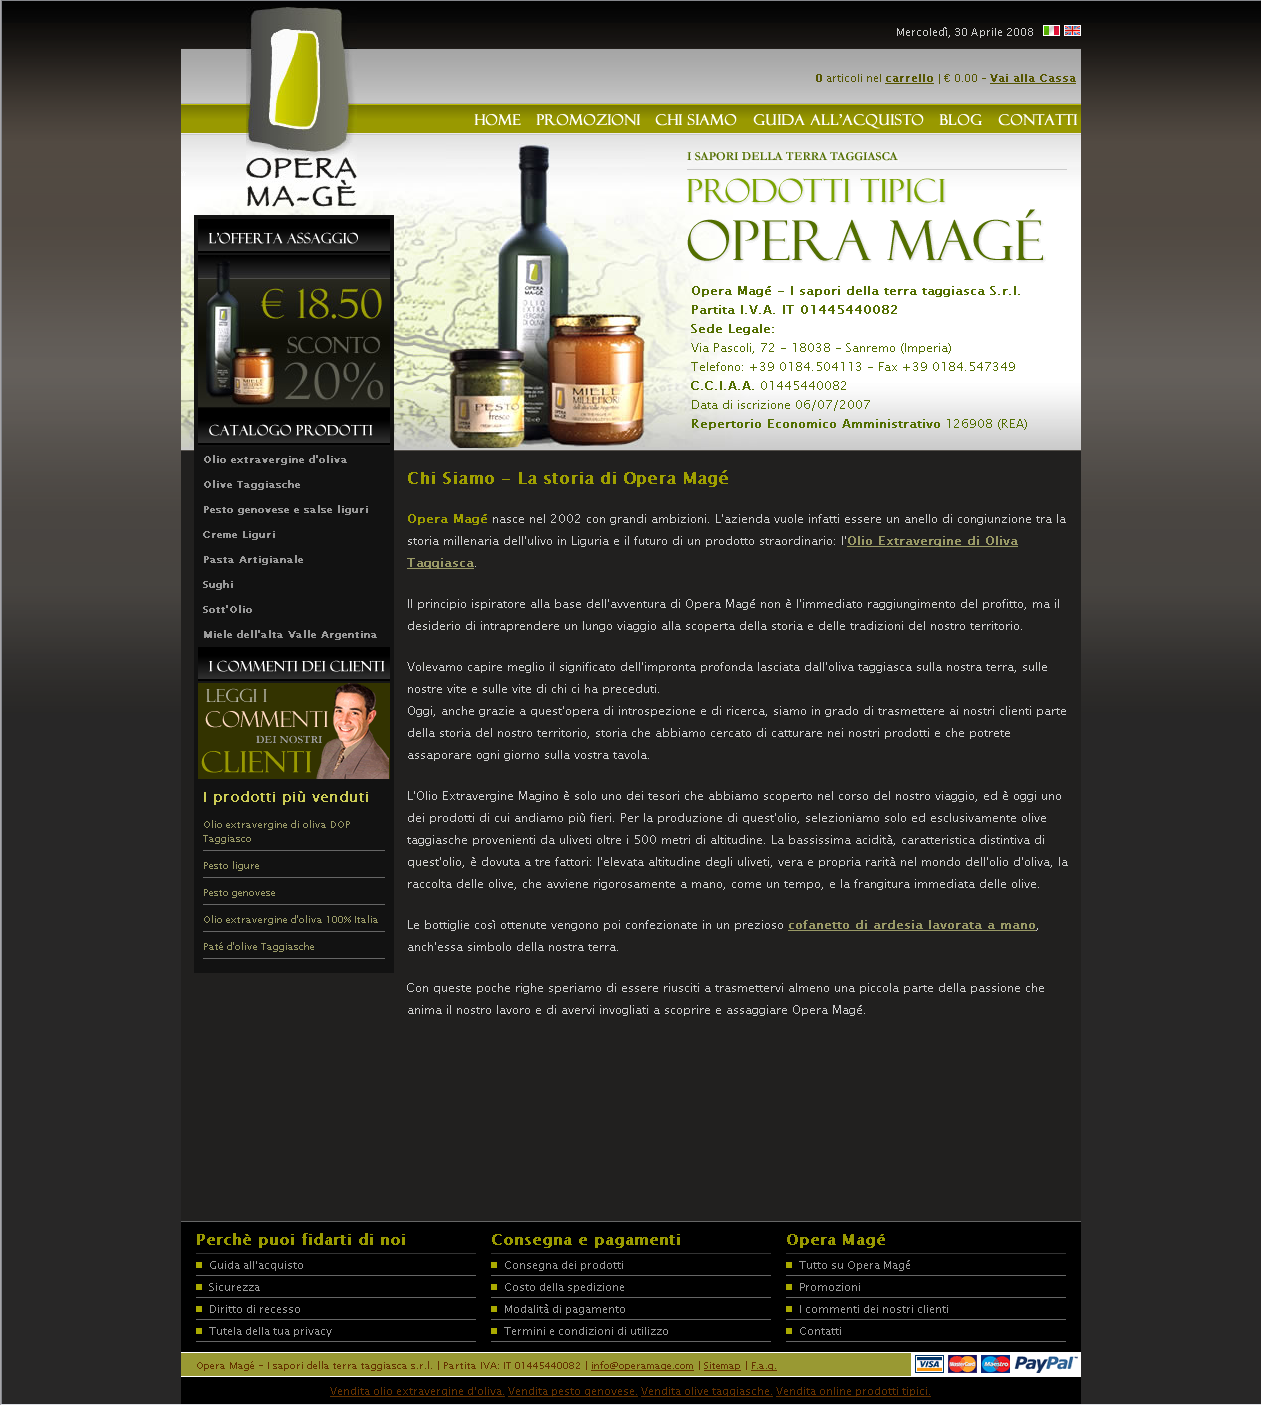 Mercoledì, 30 Aprile 2008
0 articoli nel carrello | € 0.00 - Vai alla Cassa
HOME PROMOZIONI CHI SIAMO GUIDA ALL'ACQUISTO BLOG CONTATTI
OPERA
MA-GÈ
I SAPORI DELLA TERRA TAGGIASCA
PRODOTTI TIPICI
OPERA MAGÉ
Opera Magé - I sapori della terra taggiasca S.r.l.
Partita I.V.A. IT 01445440082
Sede Legale:
Via Pascoli, 72 - 18038 - Sanremo (Imperia)
Telefono: +39 0184.504113 - Fax +39 0184.547349
C.C.I.A.A. 01445440082
Data di iscrizione 06/07/2007
Repertorio Economico Amministrativo 126908 (REA)
OPERA
MA-GÈ
OLIO
EXTRA
VERGINE
DI OLIVA
PESTO
fresco
MIELE
MILLEFIORI
dell'alta Valle Argentina
L'OFFERTA ASSAGGIO
€ 18.50
SCONTO
20%
CATALOGO PRODOTTI
Olio extravergine d'oliva
Olive Taggiasche
Pesto genovese e salse liguri
Creme Liguri
Pasta Artigianale
Sughi
Sott'Olio
Miele dell'alta Valle Argentina
I COMMENTI DEI CLIENTI
LEGGI I
COMMENTI
DEI NOSTRI
CLIENTI
I prodotti più venduti
Olio extravergine di oliva DOP
Taggiasco
Pesto ligure
Pesto genovese
Olio extravergine d'oliva 100% Italia
Paté d'olive Taggiasche
Chi Siamo - La storia di Opera Magé
Opera Magé nasce nel 2002 con grandi ambizioni. L'azienda vuole infatti essere un anello di congiunzione tra la
storia millenaria dell'ulivo in Liguria e il futuro di un prodotto straordinario: l'Olio Extravergine di Oliva
Taggiasca.
Il principio ispiratore alla base dell'avventura di Opera Magé non è l'immediato raggiungimento del profitto, ma il
desiderio di intraprendere un lungo viaggio alla scoperta della storia e delle tradizioni del nostro territorio.
Volevamo capire meglio il significato dell'impronta profonda lasciata dall'oliva taggiasca sulla nostra terra, sulle
nostre vite e sulle vite di chi ci ha preceduti.
Oggi, anche grazie a quest'opera di introspezione e di ricerca, siamo in grado di trasmettere ai nostri clienti parte
della storia del nostro territorio, storia che abbiamo cercato di catturare nei nostri prodotti e che potrete
assaporare ogni giorno sulla vostra tavola.
L'Olio Extravergine Magino è solo uno dei tesori che abbiamo scoperto nel corso del nostro viaggio, ed è oggi uno
dei prodotti di cui andiamo più fieri. Per la produzione di quest'olio, selezioniamo solo ed esclusivamente olive
taggiasche provenienti da uliveti oltre i 500 metri di altitudine. La bassissima acidità, caratteristica distintiva di
quest'olio, è dovuta a tre fattori: l'elevata altitudine degli uliveti, vera e propria rarità nel mondo dell'olio d'oliva, la
raccolta delle olive, che avviene rigorosamente a mano, come un tempo, e la frangitura immediata delle olive.
Le bottiglie così ottenute vengono poi confezionate in un prezioso cofanetto di ardesia lavorata a mano,
anch'essa simbolo della nostra terra.
Con queste poche righe speriamo di essere riusciti a trasmettervi almeno una piccola parte della passione che
anima il nostro lavoro e di avervi invogliati a scoprire e assaggiare Opera Magé.
Perchè puoi fidarti di noi
Guida all'acquisto
Sicurezza
Diritto di recesso
Tutela della tua privacy
Consegna e pagamenti
Consegna dei prodotti
Costo della spedizione
Modalità di pagamento
Termini e condizioni di utilizzo
Opera Magé
Tutto su Opera Magé
Promozioni
I commenti dei nostri clienti
Contatti
Opera Magé - I sapori della terra taggiasca s.r.l. | Partita IVA: IT 01445440082 | info@operamage.com | Sitemap | F.a.q.
VISA MasterCard Maestro PayPal
Vendita olio extravergine d'oliva. Vendita pesto genovese. Vendita olive taggiasche. Vendita online prodotti tipici.